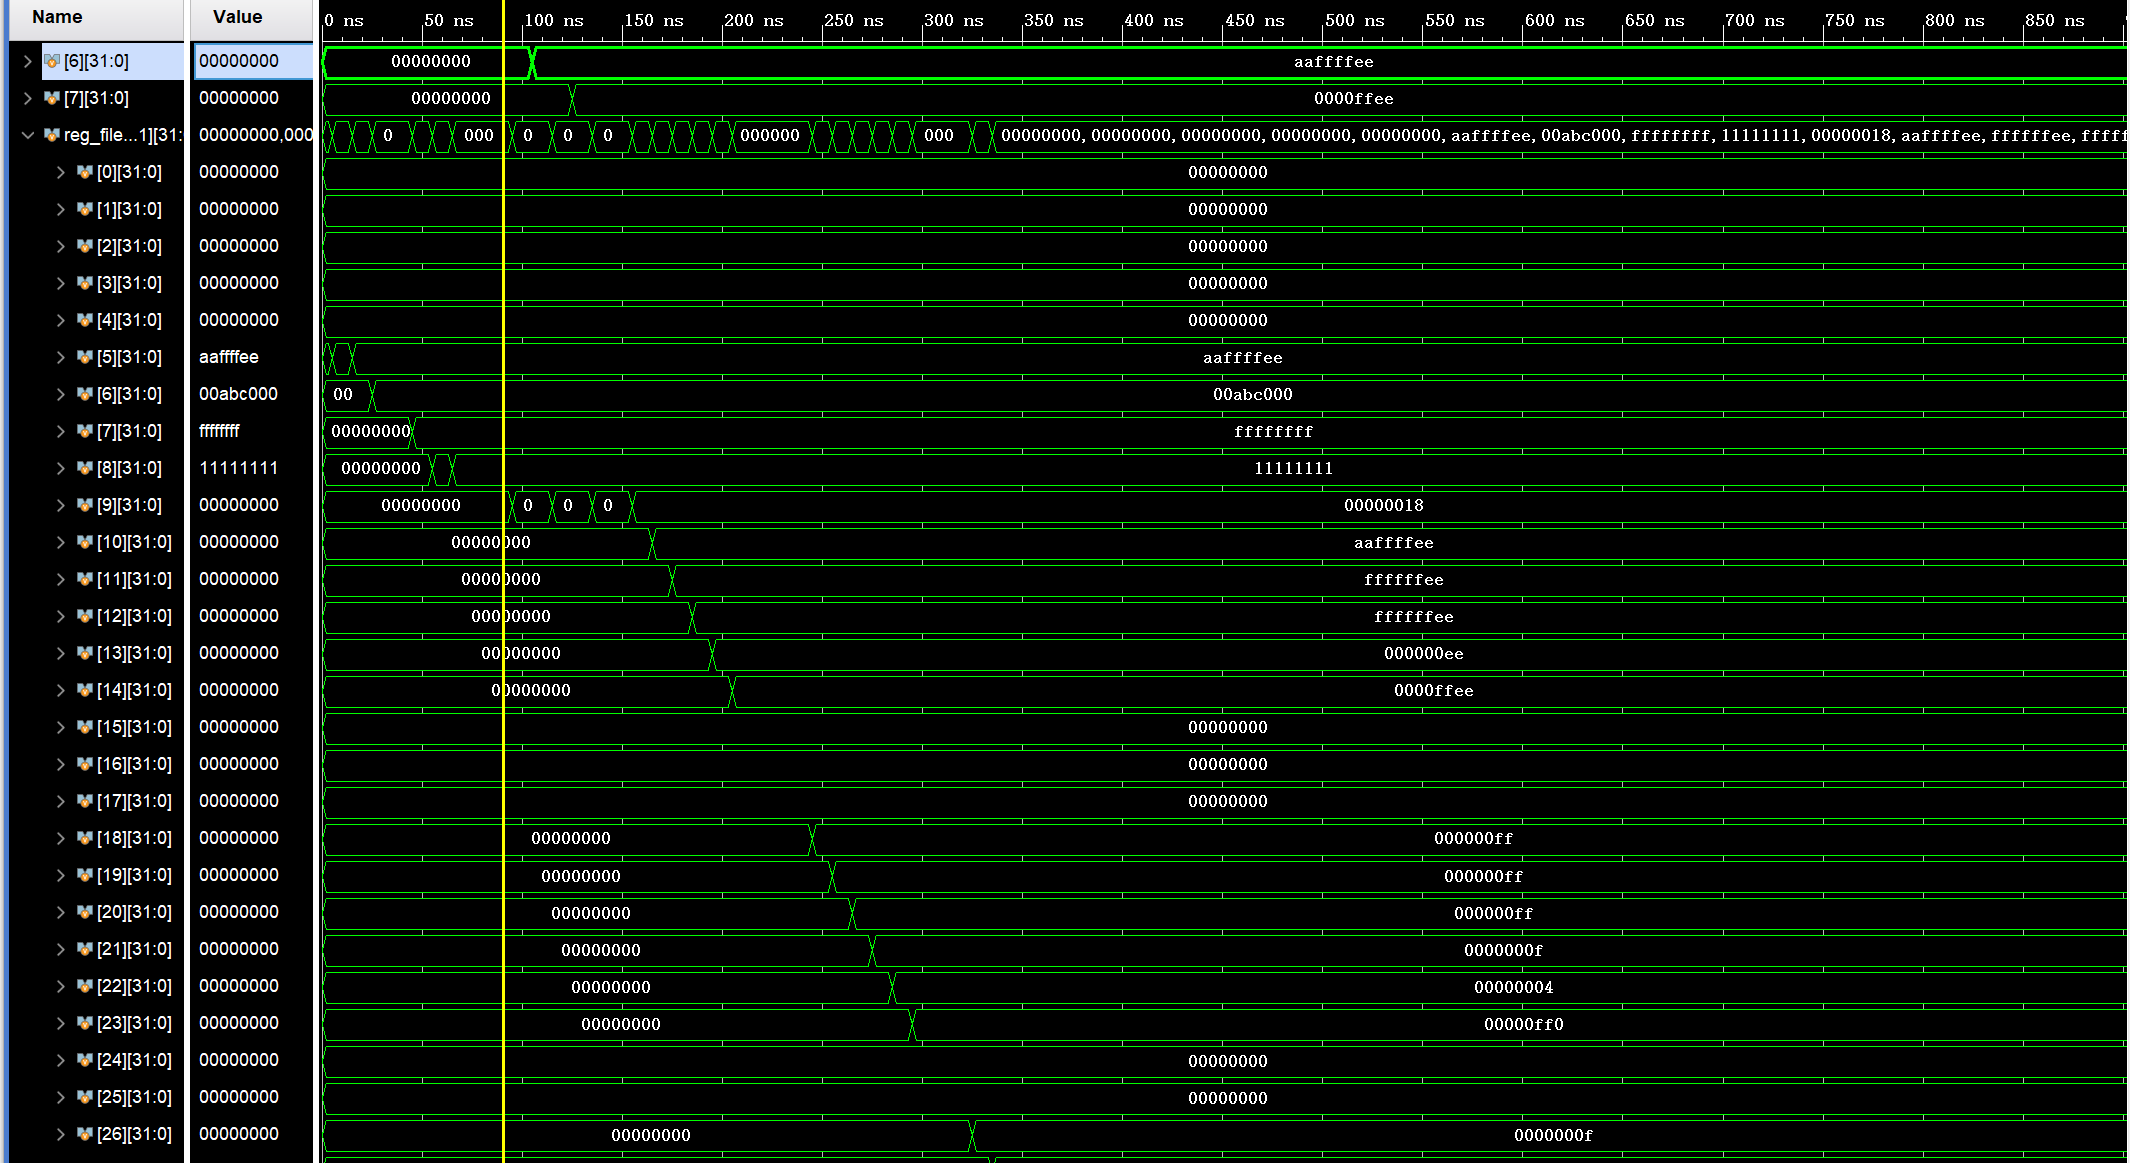 Name Value 0 ns 50 ns 100 ns 150 ns 200 ns 250 ns 300 ns 350 ns 400 ns 450 ns 500 ns 550 ns 600 ns 650 ns 700 ns 750 ns 800 ns 850 ns
[6][31:0] 00000000 00000000 aaffffee
[7][31:0] 00000000 00000000 0000ffee
reg_file...1][31: 00000000,000 0 000 0 0 0 000000 000 00000000,00000000,00000000,00000000,00000000,aaffffee,00abc000,ffffffff,11111111,00000018,aaffffee,ffffffee,fffff
[0][31:0] 00000000 00000000
[1][31:0] 00000000 00000000
[2][31:0] 00000000 00000000
[3][31:0] 00000000 00000000
[4][31:0] 00000000 00000000
[5][31:0] aaffffee aaffffee
[6][31:0] 00abc000 00 00abc000
[7][31:0] ffffffff 00000000 ffffffff
[8][31:0] 11111111 00000000 11111111
[9][31:0] 00000000 00000000 0 0 0 00000018
[10][31:0] 00000000 00000000 aaffffee
[11][31:0] 00000000 00000000 ffffffee
[12][31:0] 00000000 00000000 ffffffee
[13][31:0] 00000000 00000000 000000ee
[14][31:0] 00000000 00000000 0000ffee
[15][31:0] 00000000 00000000
[16][31:0] 00000000 00000000
[17][31:0] 00000000 00000000
[18][31:0] 00000000 00000000 000000ff
[19][31:0] 00000000 00000000 000000ff
[20][31:0] 00000000 00000000 000000ff
[21][31:0] 00000000 00000000 0000000f
[22][31:0] 00000000 00000000 00000004
[23][31:0] 00000000 00000000 00000ff0
[24][31:0] 00000000 00000000
[25][31:0] 00000000 00000000
[26][31:0] 00000000 00000000 0000000f